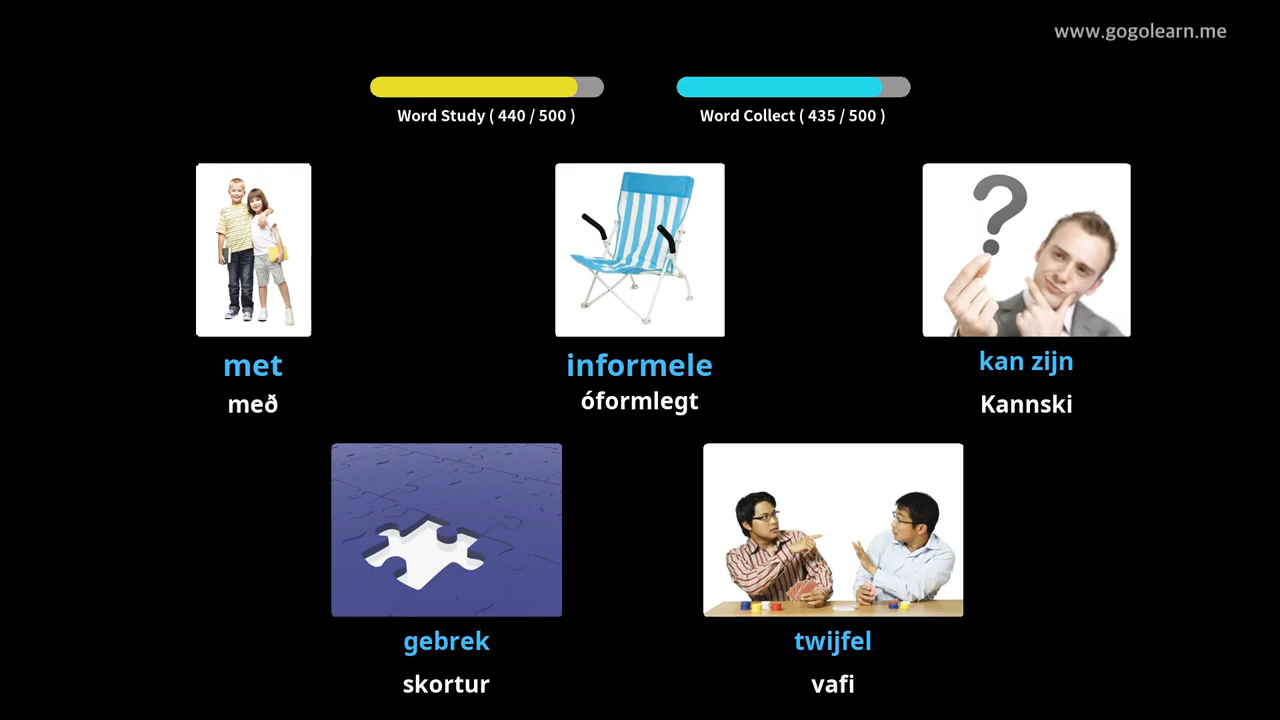 www.gogolearn.me
Word Study ( 440 / 500 )
Word Collect ( 435 / 500 )
met
informele
kan zijn
með
óformlegt
Kannski
gebrek
twijfel
skortur
vafi